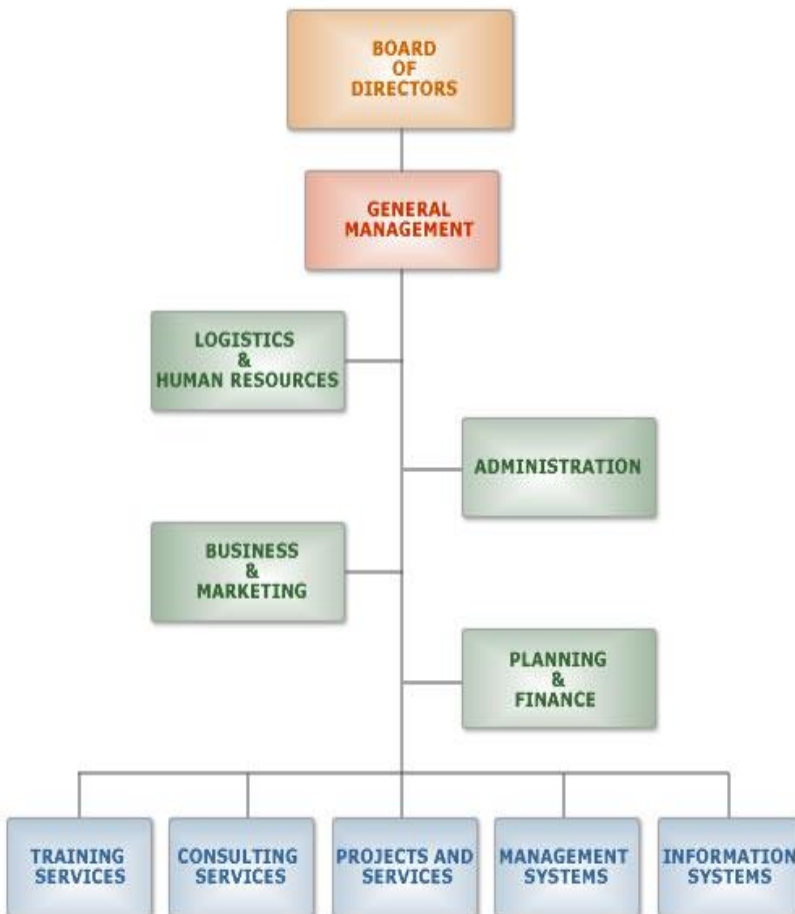 BOARD
OF
DIRECTORS
GENERAL
MANAGEMENT
LOGISTICS
&
HUMAN RESOURCES
ADMINISTRATION
BUSINESS
&
MARKETING
PLANNING
&
FINANCE
TRAINING
SERVICES
CONSULTING
SERVICES
PROJECTS AND
SERVICES
MANAGEMENT
SYSTEMS
INFORMATION
SYSTEMS